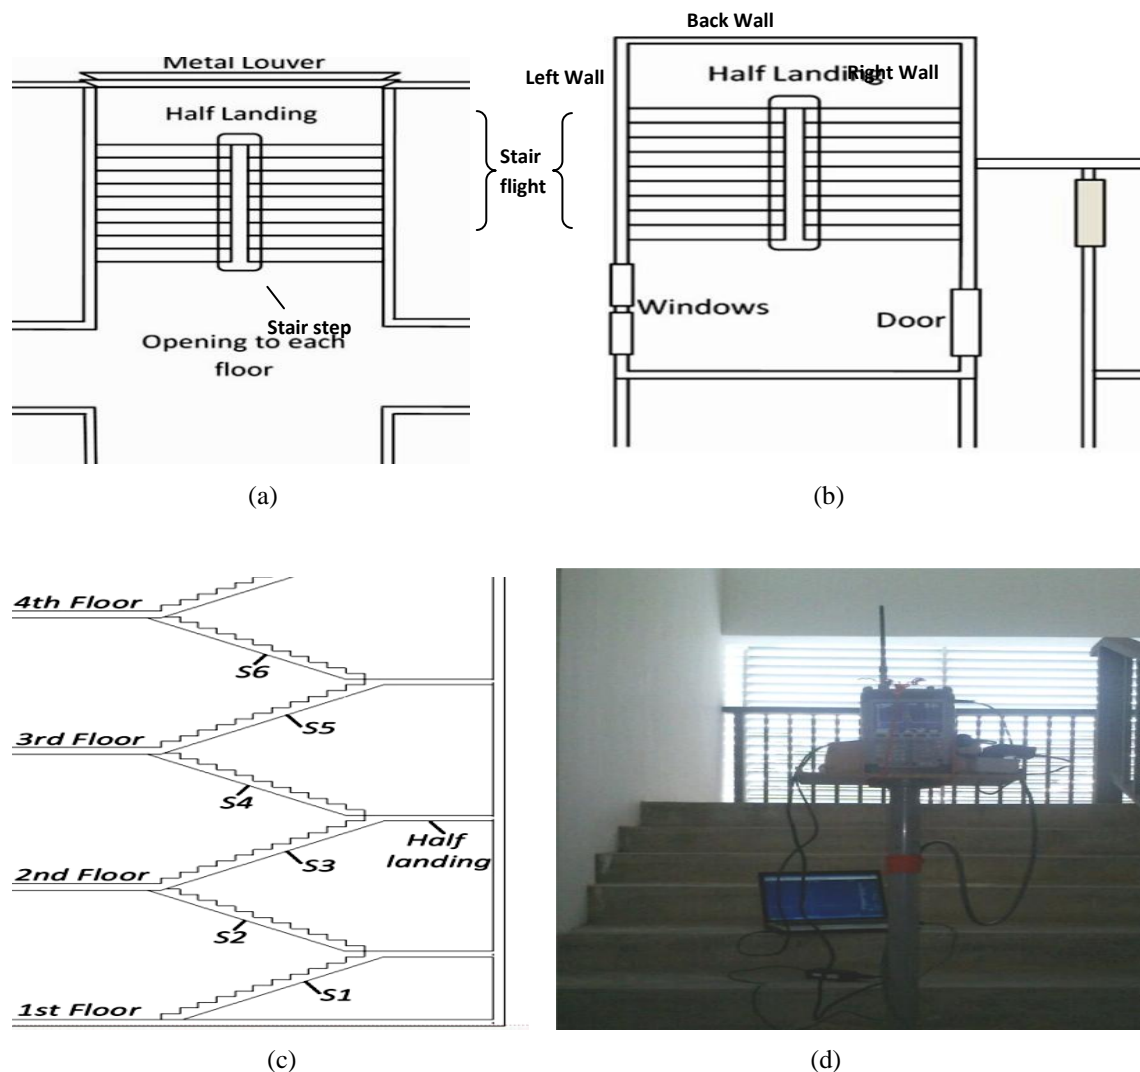 Metal Louver
Half Landing
Stair step
Opening to each
floor
Stair
flight
(a)
Back Wall
Left Wall
Half Landing
Right Wall
Windows
Door
(b)
4th Floor
S6
S5
3rd Floor
S4
Half
landing
S3
2nd Floor
S2
S1
1st Floor
(c)
(d)